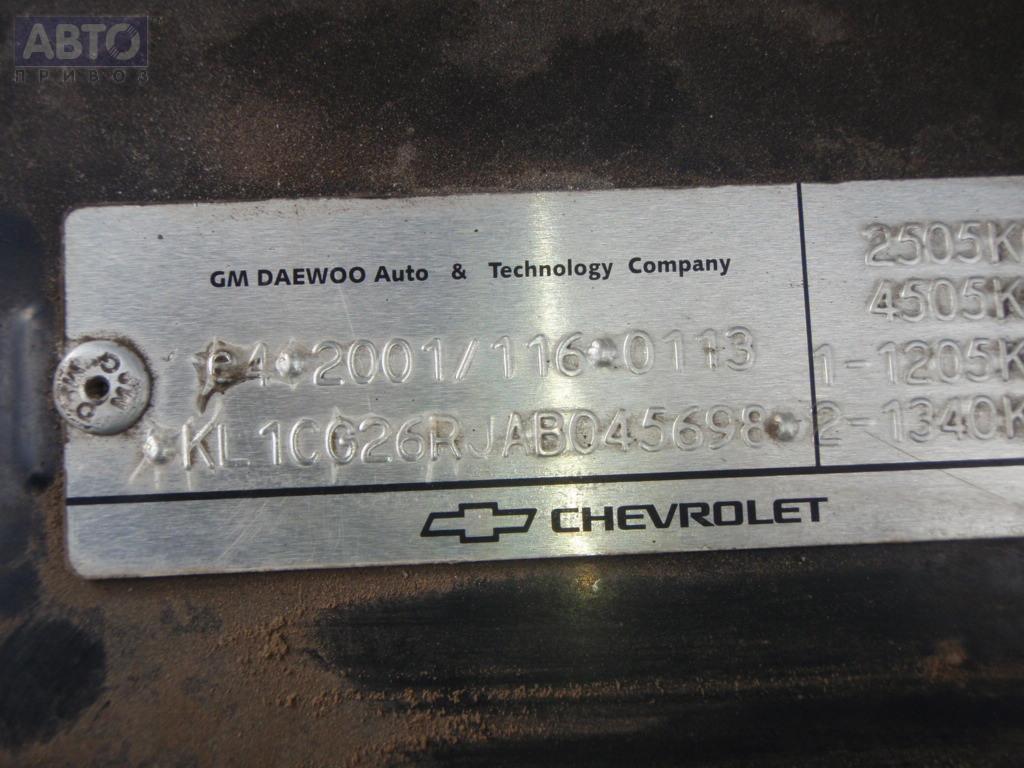 АВТО
ПРИВОЗ
GM DAEWOO Auto & Technology Company
e4*2001/116*0113
*KL1CG26RJAB045698*
2505K
4505K
1-1205K
2-1340K
CHEVROLET